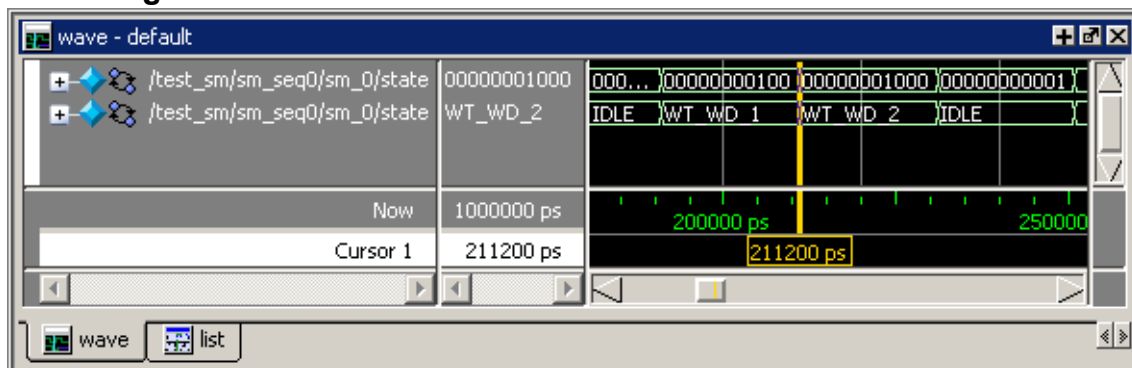 wave - default
/test_sm/sm_seq0/sm_0/state 00000001000 000... 00000000100 00000001000 00000000001
/test_sm/sm_seq0/sm_0/state WT_WD_2 IDLE WT_WD_1 WT_WD_2 IDLE
Now 1000000 ps 200000 ps 250000
Cursor 1 211200 ps 211200 ps
wave list